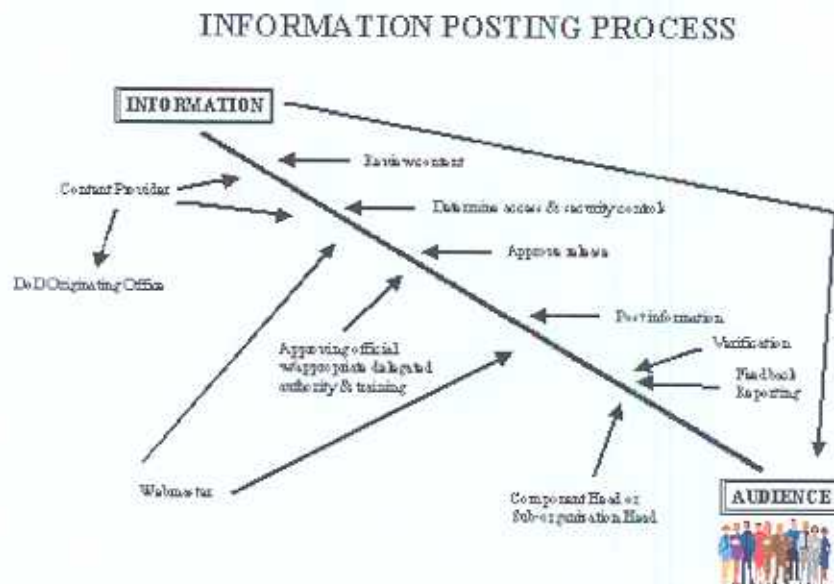 INFORMATION POSTING PROCESS
INFORMATION
Review content
Content Provider
Determine access & security controls
Approve release
DoD Originating Office
Post information
Approving official
w/appropriate delegated
authority & training
Verification
Feedback
Reporting
Webmaster
Component Head or
Sub-organization Head
AUDIENCE